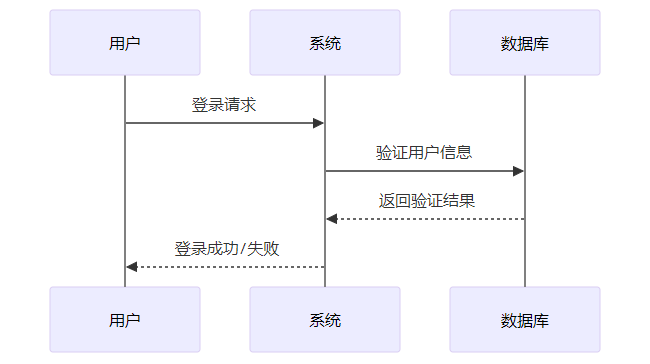 用户
系统
数据库
登录请求
验证用户信息
返回验证结果
登录成功/失败
用户
系统
数据库